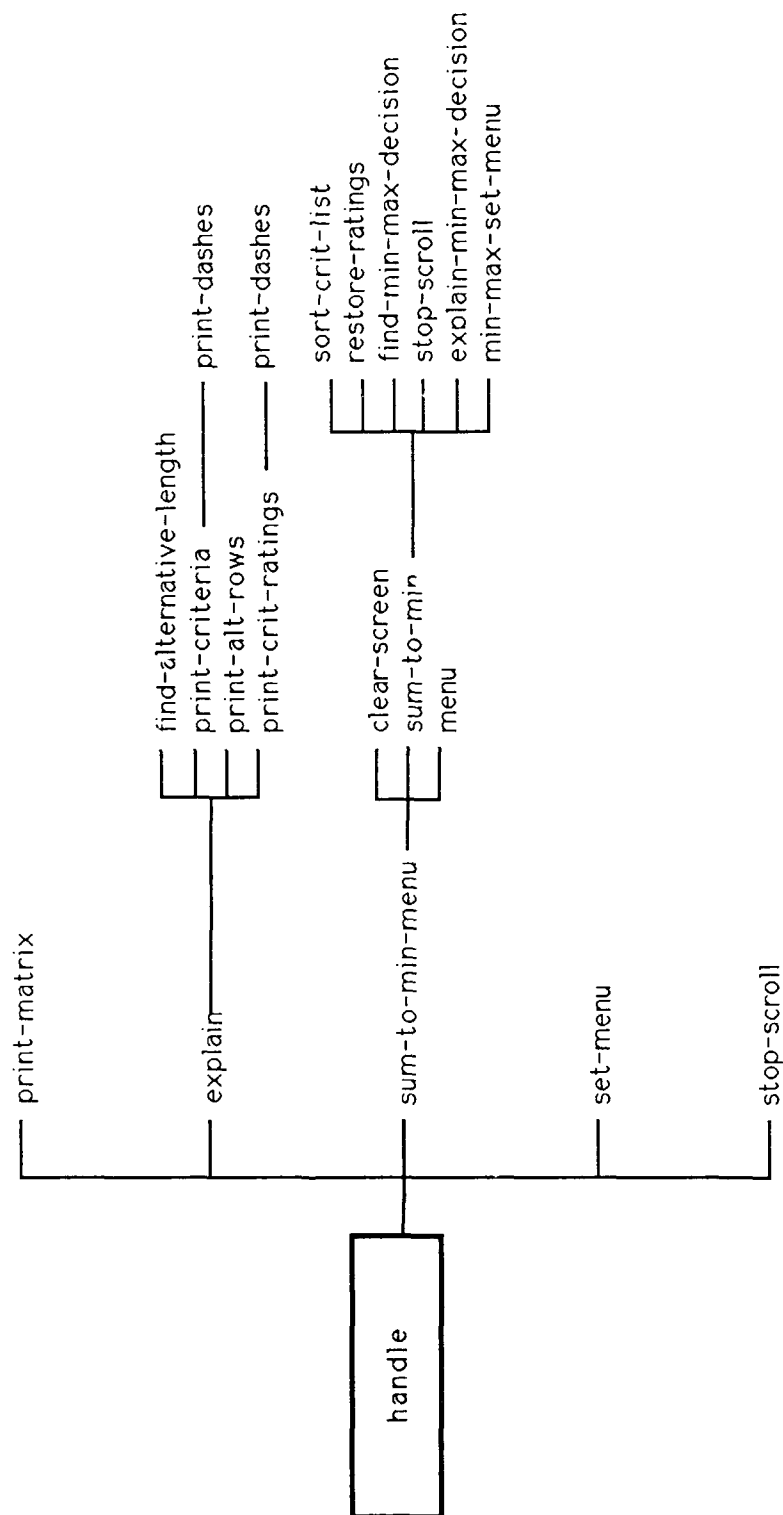 handle
print-matrix
explain
sum-to-min-menu
set-menu
stop-scroll
find-alternative-length
print-criteria
print-alt-rows
print-crit-ratings
print-dashes
print-dashes
clear-screen
sum-to-min
menu
sort-crit-list
restore-ratings
find-min-max-decision
stop-scroll
explain-min-max-decision
min-max-set-menu